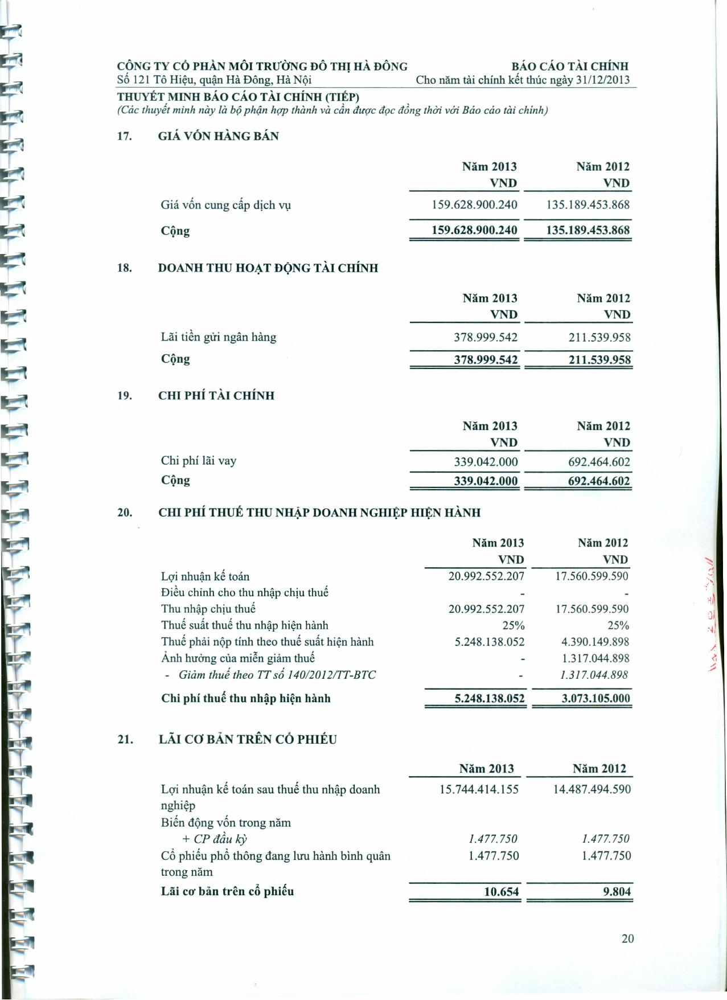 CÔNG TY CỔ PHẦN MÔI TRƯỜNG ĐÔ THỊ HÀ ĐÔNG BÁO CÁO TÀI CHÍNH
Số 121 Tô Hiệu, quận Hà Đông, Hà Nội Cho năm tài chính kết thúc ngày 31/12/2013
THUYẾT MINH BÁO CÁO TÀI CHÍNH (TIẾP)
(Các thuyết minh này là bộ phận hợp thành và cần được đọc đồng thời với Báo cáo tài chính)
17. GIÁ VỐN HÀNG BÁN
Năm 2013 Năm 2012
VND VND
Giá vốn cung cấp dịch vụ 159.628.900.240 135.189.453.868
Cộng 159.628.900.240 135.189.453.868
18. DOANH THU HOẠT ĐỘNG TÀI CHÍNH
Năm 2013 Năm 2012
VND VND
Lãi tiền gửi ngân hàng 378.999.542 211.539.958
Cộng 378.999.542 211.539.958
19. CHI PHÍ TÀI CHÍNH
Năm 2013 Năm 2012
VND VND
Chi phí lãi vay 339.042.000 692.464.602
Cộng 339.042.000 692.464.602
20. CHI PHÍ THUẾ THU NHẬP DOANH NGHIỆP HIỆN HÀNH
Năm 2013 Năm 2012
VND VND
Lợi nhuận kế toán 20.992.552.207 17.560.599.590
Điều chỉnh cho thu nhập chịu thuế - -
Thu nhập chịu thuế 20.992.552.207 17.560.599.590
Thuế suất thuế thu nhập hiện hành 25% 25%
Thuế phải nộp tính theo thuế suất hiện hành 5.248.138.052 4.390.149.898
Ảnh hưởng của miễn giảm thuế - 1.317.044.898
- Giảm thuế theo TT số 140/2012/TT-BTC - 1.317.044.898
Chi phí thuế thu nhập hiện hành 5.248.138.052 3.073.105.000
21. LÃI CƠ BẢN TRÊN CỔ PHIẾU
Năm 2013 Năm 2012
Lợi nhuận kế toán sau thuế thu nhập doanh 15.744.414.155 14.487.494.590
nghiệp
Biến động vốn trong năm
+ CP đầu kỳ 1.477.750 1.477.750
Cổ phiếu phổ thông đang lưu hành bình quân 1.477.750 1.477.750
trong năm
Lãi cơ bản trên cổ phiếu 10.654 9.804
20